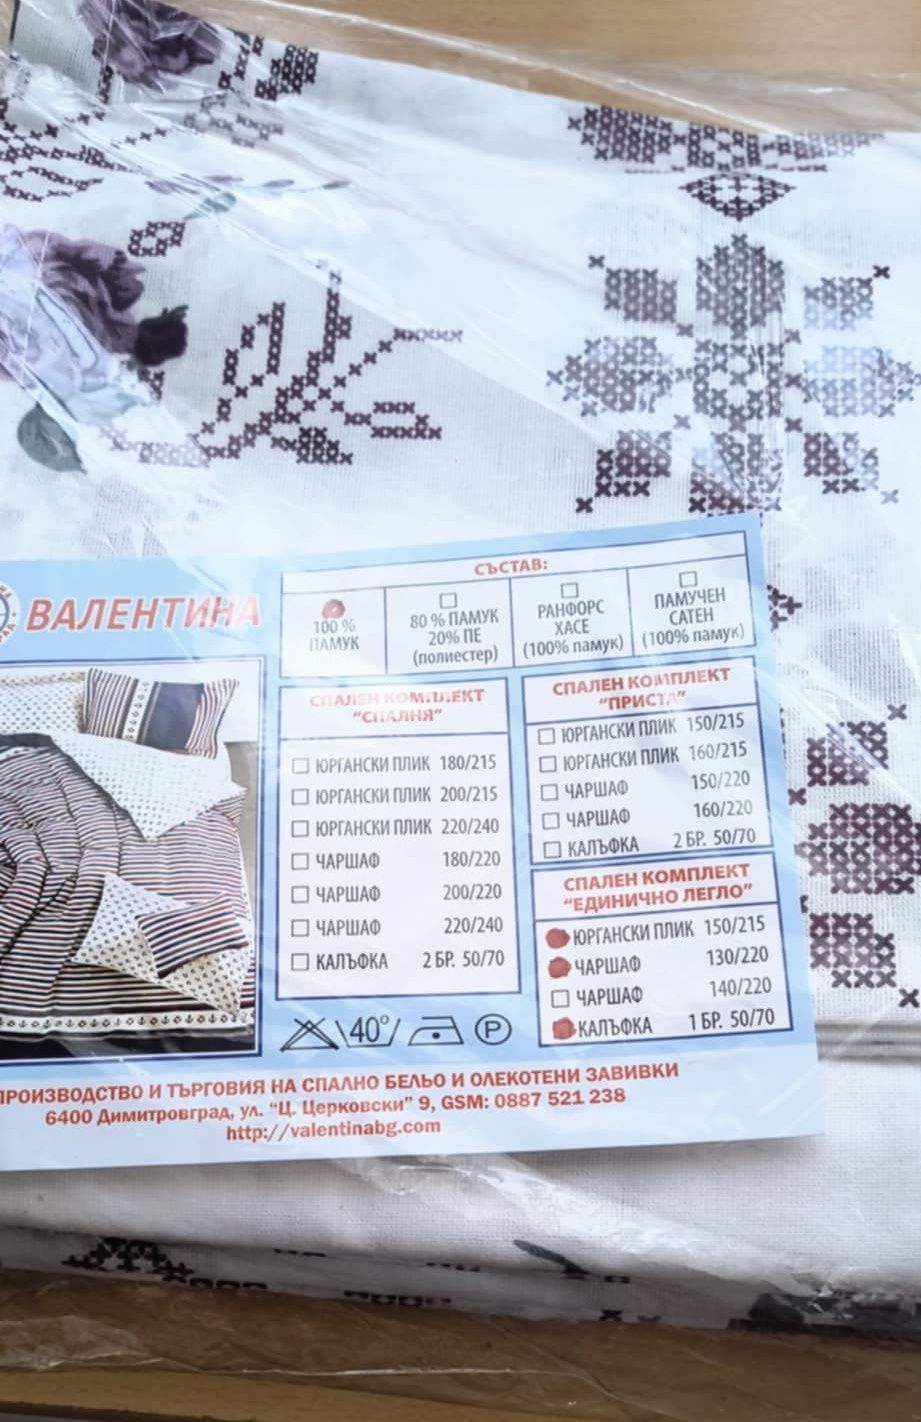 ВАЛЕНТИНА
СЪСТАВ:
100 %
ПАМУК
80 % ПАМУК
20% ПЕ
(полиестер)
РАНФОРС
ХАСЕ
(100% памук)
ПАМУЧЕН
САТЕН
(100% памук)
СПАЛЕН КОМПЛЕКТ
“СПАЛНЯ”
ЮРГАНСКИ ПЛИК 180/215
ЮРГАНСКИ ПЛИК 200/215
ЮРГАНСКИ ПЛИК 220/240
ЧАРШАФ 180/220
ЧАРШАФ 200/220
ЧАРШАФ 220/240
КАЛЪФКА 2 БР. 50/70
СПАЛЕН КОМПЛЕКТ
“ПРИСТА”
ЮРГАНСКИ ПЛИК 150/215
ЮРГАНСКИ ПЛИК 160/215
ЧАРШАФ 150/220
ЧАРШАФ 160/220
КАЛЪФКА 2 БР. 50/70
СПАЛЕН КОМПЛЕКТ
“ЕДИНИЧНО ЛЕГЛО”
ЮРГАНСКИ ПЛИК 150/215
ЧАРШАФ 130/220
ЧАРШАФ 140/220
КАЛЪФКА 1 БР. 50/70
40° P
ПРОИЗВОДСТВО И ТЪРГОВИЯ НА СПАЛНО БЕЛЬО И ОЛЕКОТЕНИ ЗАВИВКИ
6400 Димитровград, ул. “Ц. Церковски” 9, GSM: 0887 521 238
http://valentinabg.com